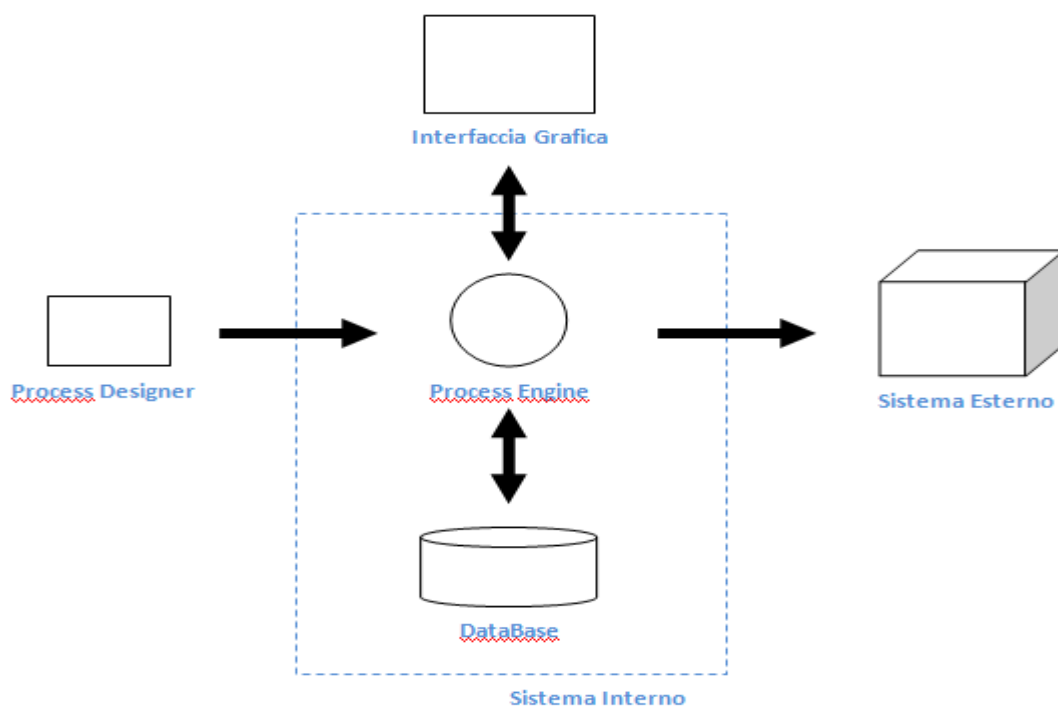 Interfaccia Grafica
Process Designer
Process Engine
Sistema Esterno
DataBase
Sistema Interno